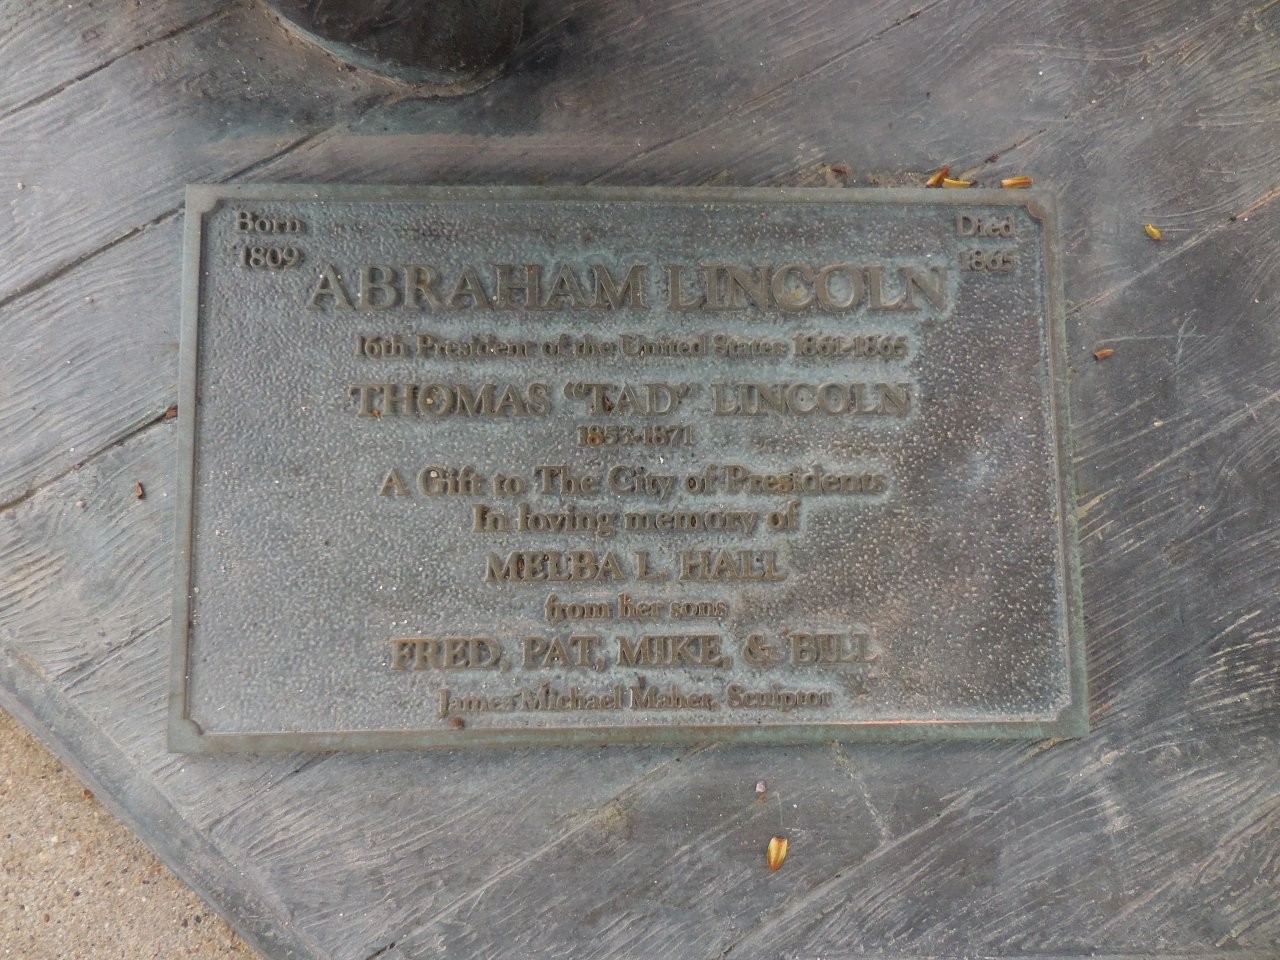 Born
1809
Died
1865
ABRAHAM LINCOLN
16th President of the United States 1861-1865
THOMAS “TAD” LINCOLN
1853-1871
A Gift to The City of Presidents
In loving memory of
MELBA L. HALL
from her sons
FRED, PAT, MIKE, & BILL
James Michael Maher, Sculptor